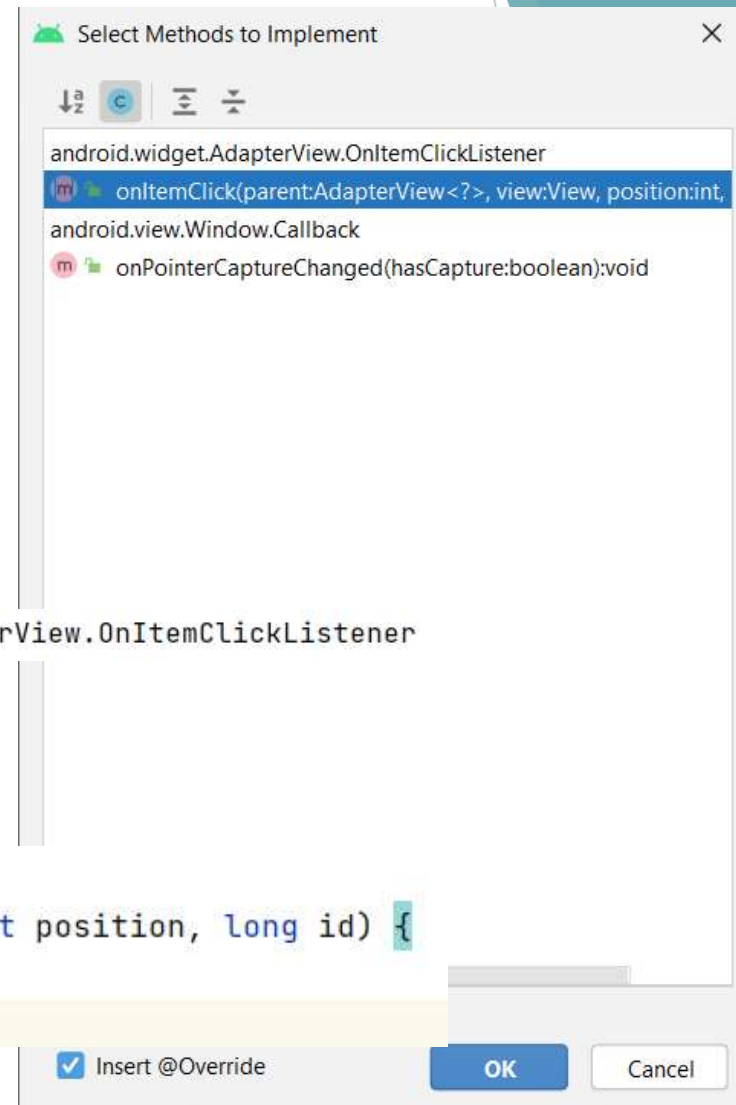 Select Methods to Implement
android.widget.AdapterView.OnItemClickListener
onItemClick(parent:AdapterView<?>, view:View, position:int,
android.view.Window.Callback
onPointerCaptureChanged(hasCapture:boolean):void
rView.OnItemClickListener
t position, long id) {
Insert @Override
OK
Cancel